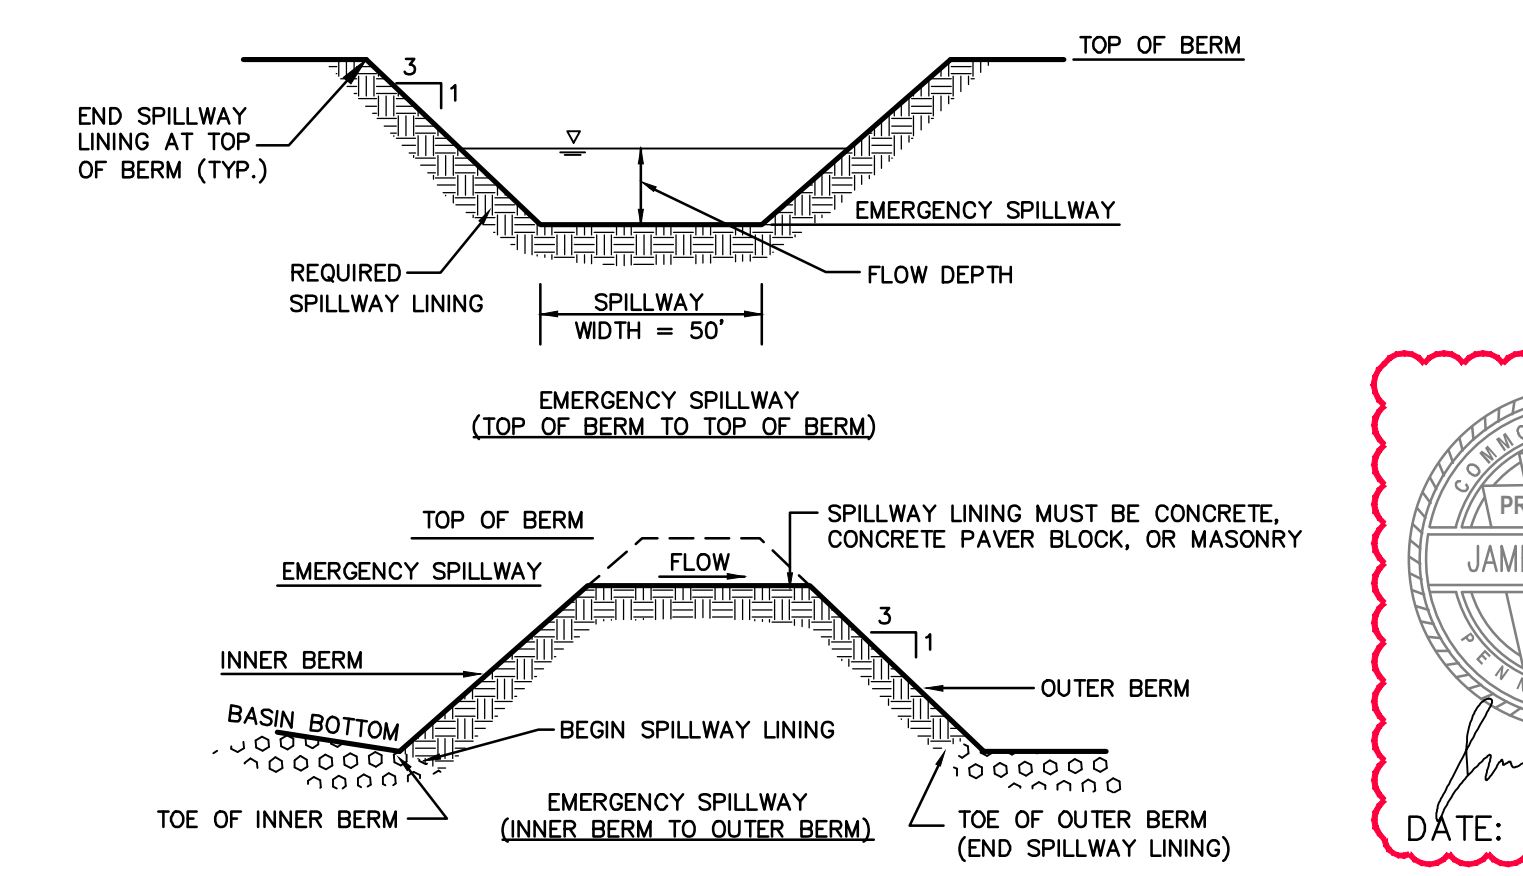 TOP OF BERM
3
1
END SPILLWAY
LINING AT TOP
OF BERM (TYP.)
EMERGENCY SPILLWAY
FLOW DEPTH
REQUIRED
SPILLWAY LINING
SPILLWAY
WIDTH = 50'
EMERGENCY SPILLWAY
(TOP OF BERM TO TOP OF BERM)
TOP OF BERM
SPILLWAY LINING MUST BE CONCRETE,
CONCRETE PAVER BLOCK, OR MASONRY
EMERGENCY SPILLWAY
FLOW
3
1
INNER BERM
OUTER BERM
BASIN BOTTOM
BEGIN SPILLWAY LINING
TOE OF INNER BERM
EMERGENCY SPILLWAY
(INNER BERM TO OUTER BERM)
TOE OF OUTER BERM
(END SPILLWAY LINING)
COMMO
PR
JAM
PENN
DATE: